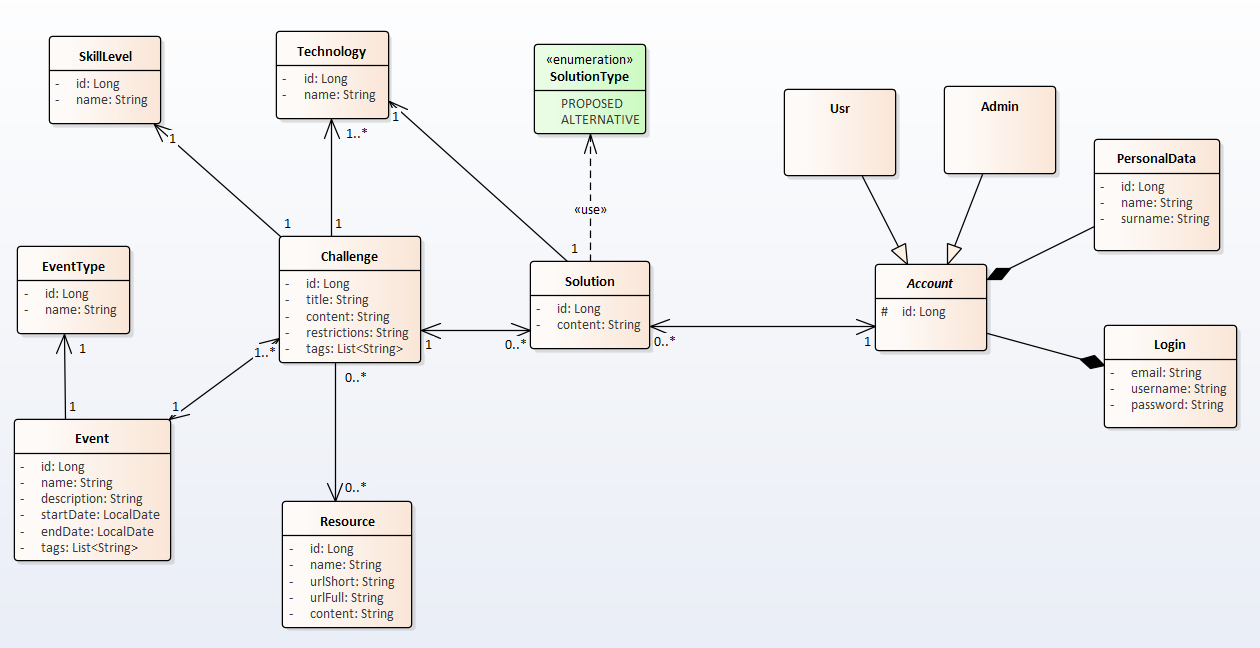 SkillLevel
- id: Long
- name: String
Technology
- id: Long
- name: String
«enumeration»
SolutionType
PROPOSED
ALTERNATIVE
Usr
Admin
PersonalData
- id: Long
- name: String
- surname: String
1
1..*
1
«use»
1
1
1
EventType
- id: Long
- name: String
Challenge
- id: Long
- title: String
- content: String
- restrictions: String
- tags: List<String>
Solution
- id: Long
- content: String
Account
# id: Long
Login
- email: String
- username: String
- password: String
1
1..*
1
0..*
0..*
1
1
1
0..*
Event
- id: Long
- name: String
- description: String
- startDate: LocalDate
- endDate: LocalDate
- tags: List<String>
0..*
Resource
- id: Long
- name: String
- urlShort: String
- urlFull: String
- content: String